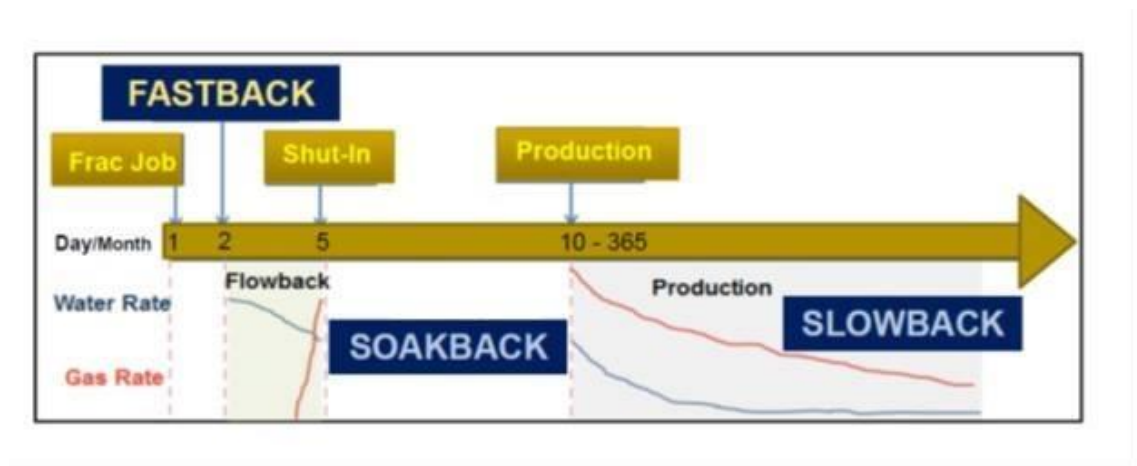 FASTBACK
Frac Job
Shut-In
Production
Day/Month 1 2 5 10 - 365
Flowback
Production
Water Rate
SLOWBACK
SOAKBACK
Gas Rate